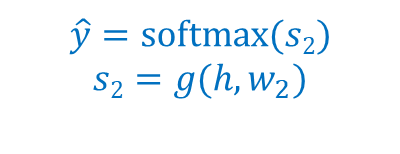 ŷ = softmax(s₂)
s₂ = g(h, w₂)